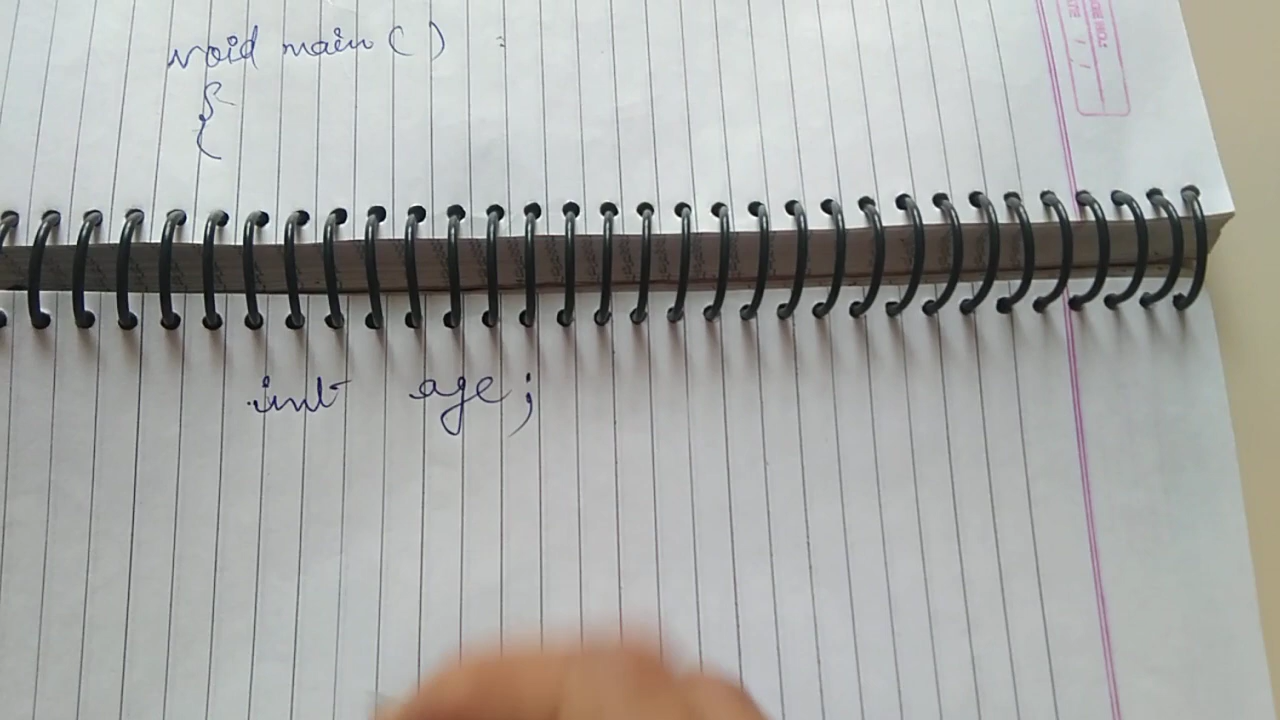 void main ( )
{
int age;